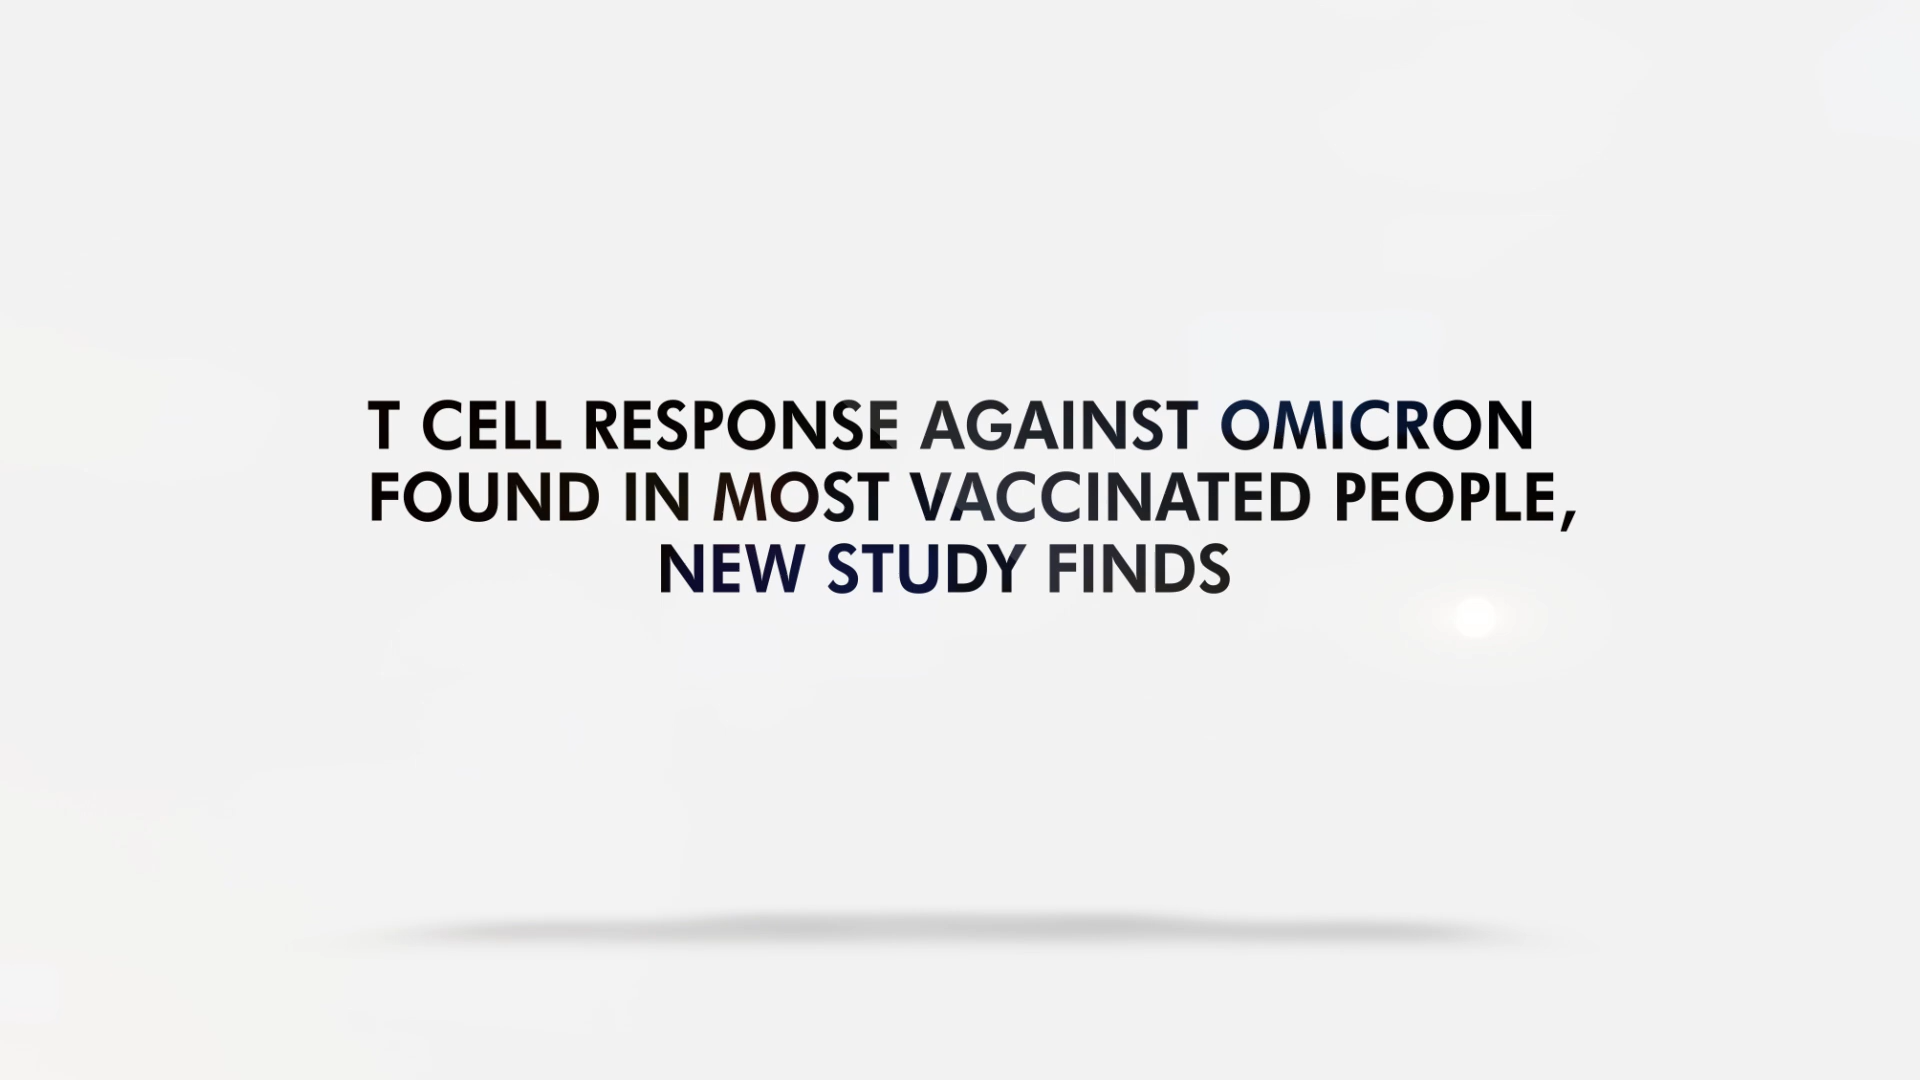 T CELL RESPONSE AGAINST OMICRON
FOUND IN MOST VACCINATED PEOPLE,
NEW STUDY FINDS